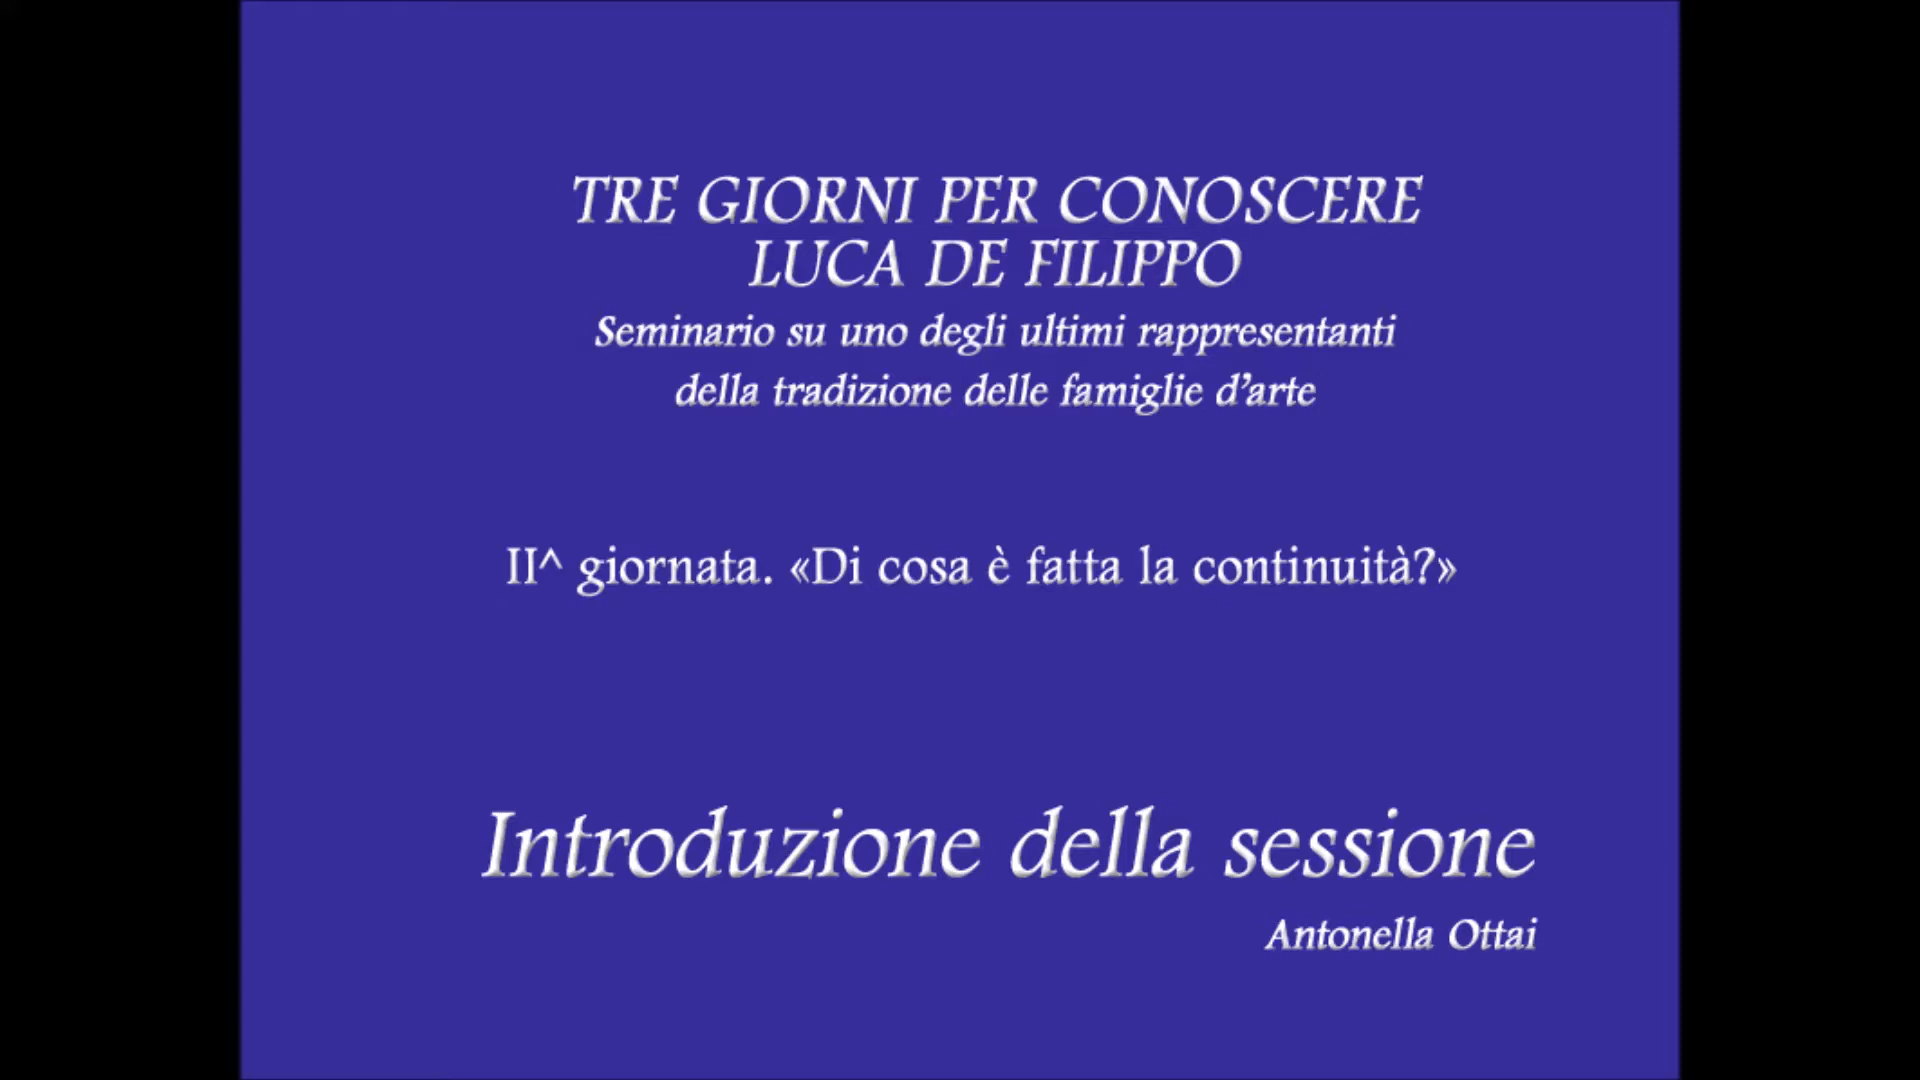 TRE GIORNI PER CONOSCERE
LUCA DE FILIPPO
Seminario su uno degli ultimi rappresentanti
della tradizione delle famiglie d’arte
II^ giornata. «Di cosa è fatta la continuità?»
Introduzione della sessione
Antonella Ottai